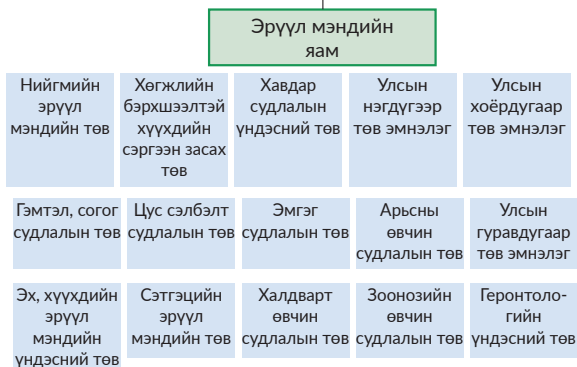 Эрүүл мэндийн
яам
Нийгмийн
эрүүл
мэндийн төв
Хөгжлийн
бэрхшээлтэй
хүүхдийн
сэргээн засах
төв
Хавдар
судлалын
үндэсний төв
Улсын
нэгдүгээр
төв эмнэлэг
Улсын
хоёрдугаар
төв эмнэлэг
Гэмтэл, согог
судлалын төв
Цус сэлбэлт
судлалын төв
Эмгэг
судлалын төв
Арьсны
өвчин
судлалын төв
Улсын
гуравдугаар
төв эмнэлэг
Эх, хүүхдийн
эрүүл
мэндийн
үндэсний төв
Сэтгэцийн
эрүүл
мэндийн төв
Халдварт
өвчин
судлалын төв
Зоонозийн
өвчин
судлалын төв
Геронтоло-
гийн
үндэсний төв